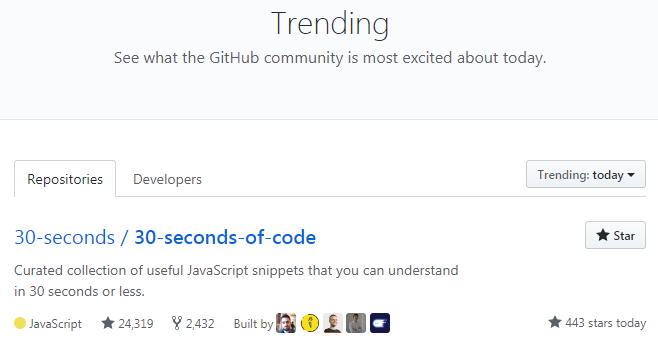 Trending
See what the GitHub community is most excited about today.
Repositories
Developers
Trending: today
30-seconds / 30-seconds-of-code
Star
Curated collection of useful JavaScript snippets that you can understand
in 30 seconds or less.
JavaScript 24,319 2,432 Built by 443 stars today